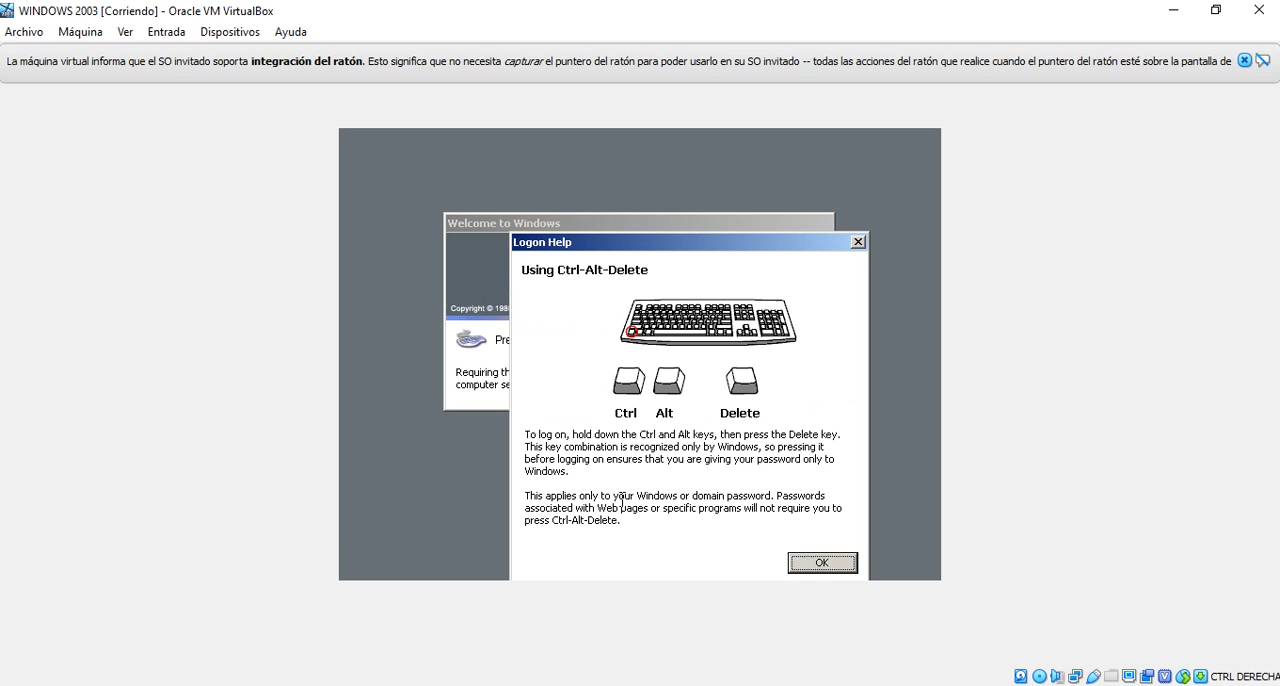 WINDOWS 2003 [Corriendo] - Oracle VM VirtualBox
Archivo Máquina Ver Entrada Dispositivos Ayuda
La máquina virtual informa que el SO invitado soporta integración del ratón. Esto significa que no necesita capturar el puntero del ratón para poder usarlo en su SO invitado -- todas las acciones del ratón que realice cuando el puntero del ratón esté sobre la pantalla de
Welcome to Windows
Logon Help
Using Ctrl-Alt-Delete
Copyright © 198
Pre
Requiring th
computer se
Ctrl Alt Delete
To log on, hold down the Ctrl and Alt keys, then press the Delete key.
This key combination is recognized only by Windows, so pressing it
before logging on ensures that you are giving your password only to
Windows.
This applies only to your Windows or domain password. Passwords
associated with Web pages or specific programs will not require you to
press Ctrl-Alt-Delete.
OK
CTRL DERECHA